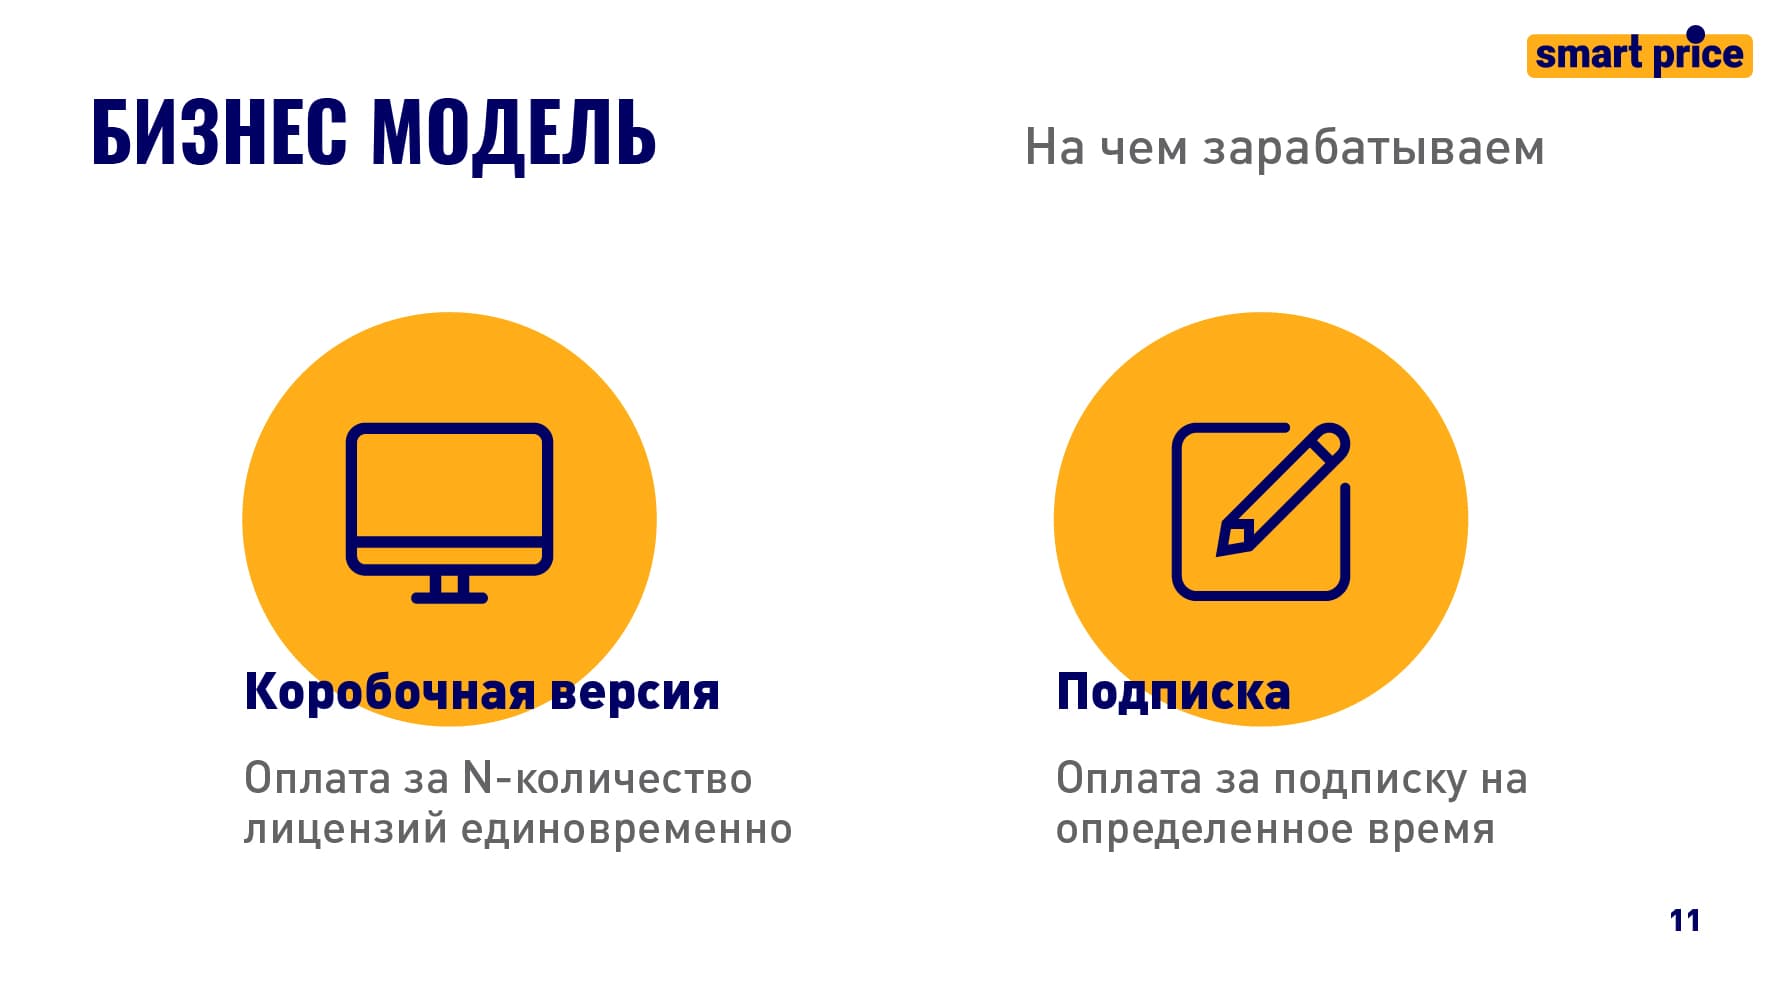 smart price
БИЗНЕС МОДЕЛЬ
На чем зарабатываем
Коробочная версия
Оплата за N-количество
лицензий единовременно
Подписка
Оплата за подписку на
определенное время
11